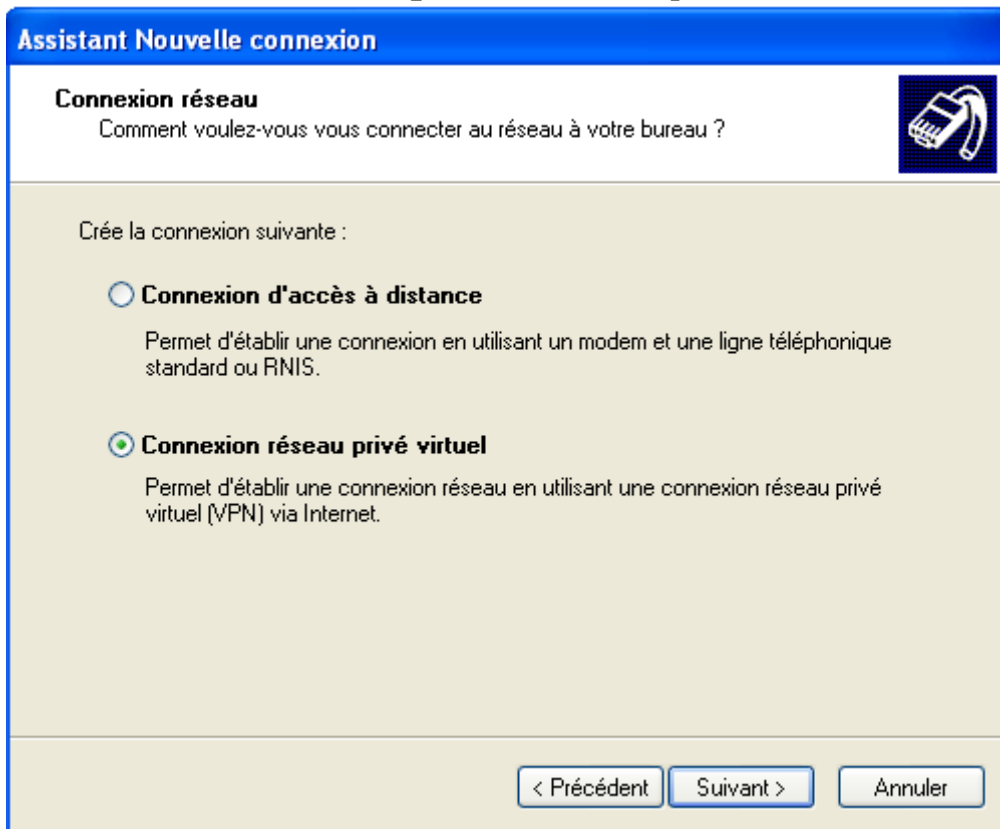 Assistant Nouvelle connexion
Connexion réseau
Comment voulez-vous vous connecter au réseau à votre bureau ?
Crée la connexion suivante :
Connexion d'accès à distance
Permet d'établir une connexion en utilisant un modem et une ligne téléphonique
standard ou RNIS.
Connexion réseau privé virtuel
Permet d'établir une connexion réseau en utilisant une connexion réseau privé
virtuel (VPN) via Internet.
< Précédent Suivant > Annuler